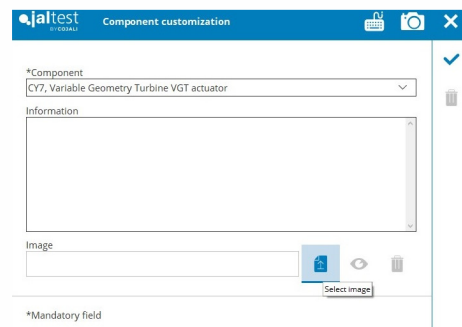 jaltest Component customization
BY COJALI
*Component
CY7, Variable Geometry Turbine VGT actuator
Information
Image
Select image
*Mandatory field